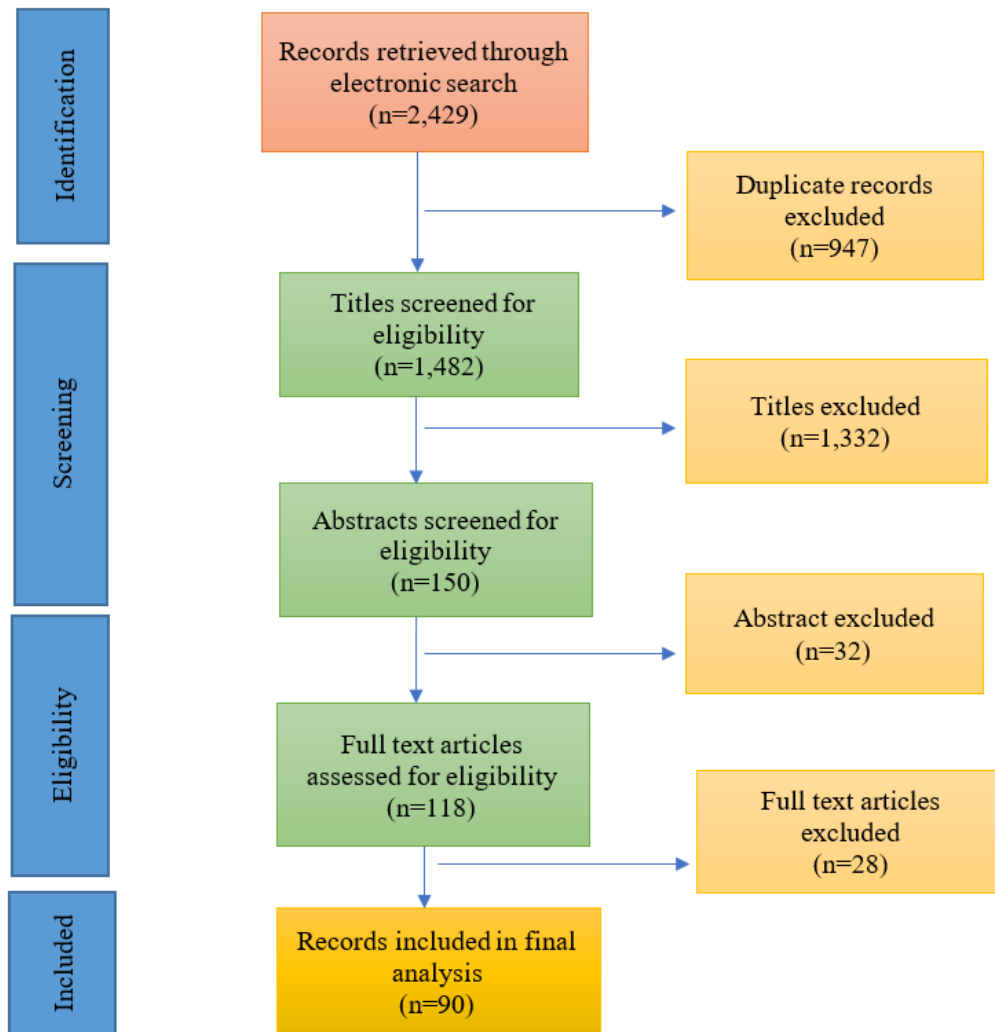 Identification
Records retrieved through
electronic search
(n=2,429)
Duplicate records
excluded
(n=947)
Screening
Titles screened for
eligibility
(n=1,482)
Titles excluded
(n=1,332)
Abstracts screened for
eligibility
(n=150)
Abstract excluded
(n=32)
Eligibility
Full text articles
assessed for eligibility
(n=118)
Full text articles
excluded
(n=28)
Included
Records included in final
analysis
(n=90)